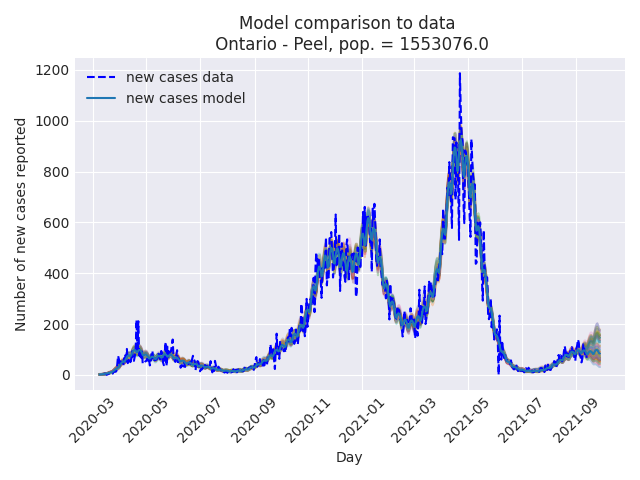 Model comparison to data
Ontario - Peel, pop. = 1553076.0
new cases data
new cases model
Number of new cases reported
1200
1000
800
600
400
200
0
2020-03
2020-05
2020-07
2020-09
2020-11
2021-01
2021-03
2021-05
2021-07
2021-09
Day